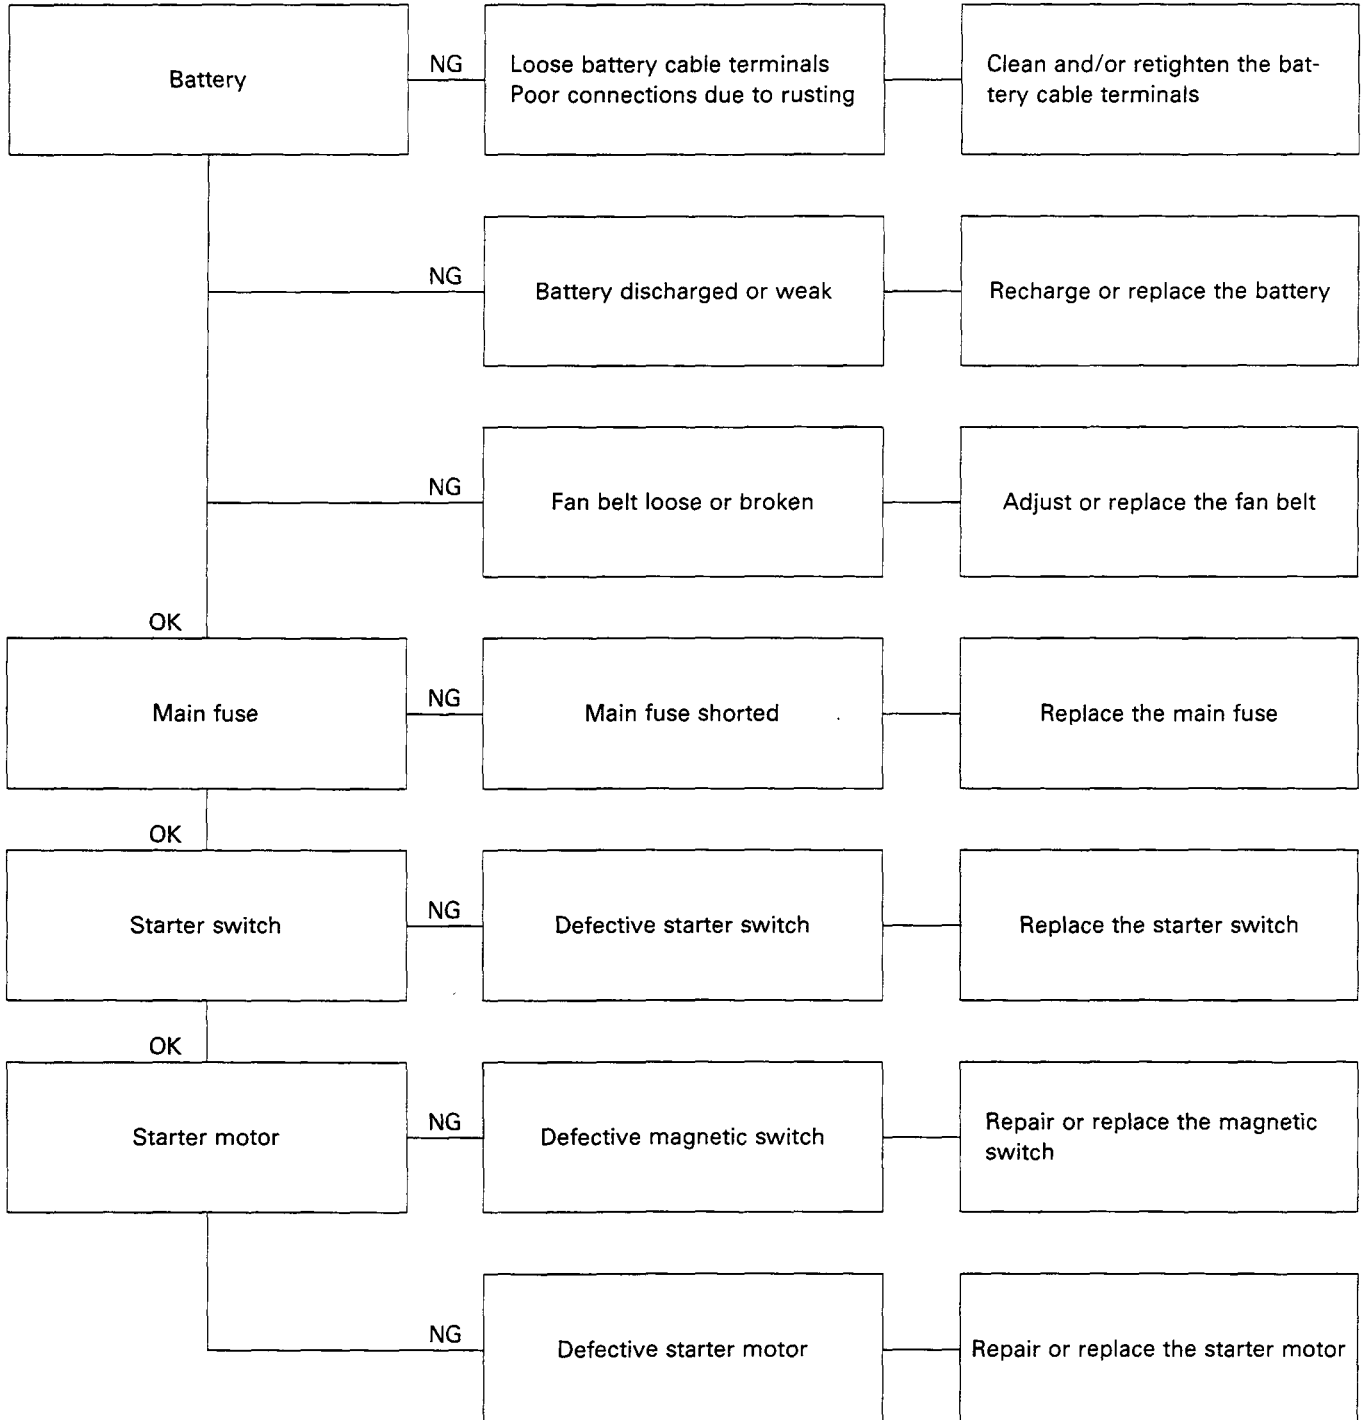 Battery
NG
Loose battery cable terminals
Poor connections due to rusting
Clean and/or retighten the bat-
tery cable terminals
NG
Battery discharged or weak
Recharge or replace the battery
NG
Fan belt loose or broken
Adjust or replace the fan belt
OK
Main fuse
NG
Main fuse shorted
Replace the main fuse
OK
Starter switch
NG
Defective starter switch
Replace the starter switch
OK
Starter motor
NG
Defective magnetic switch
Repair or replace the magnetic
switch
NG
Defective starter motor
Repair or replace the starter motor